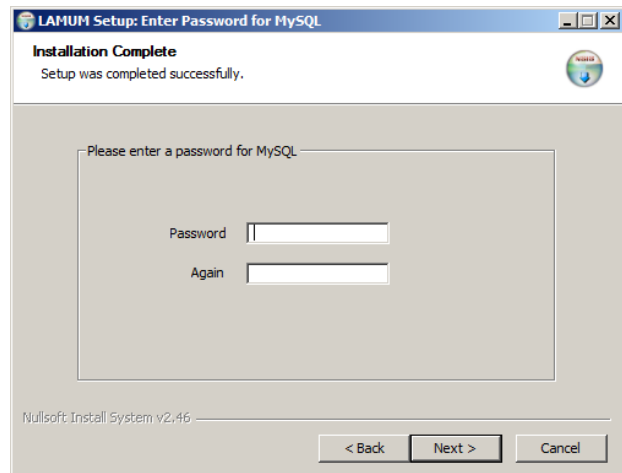 LAMUM Setup: Enter Password for MySQL
Installation Complete
Setup was completed successfully.
Please enter a password for MySQL
Password
Again
Nullsoft Install System v2.46
< Back Next > Cancel